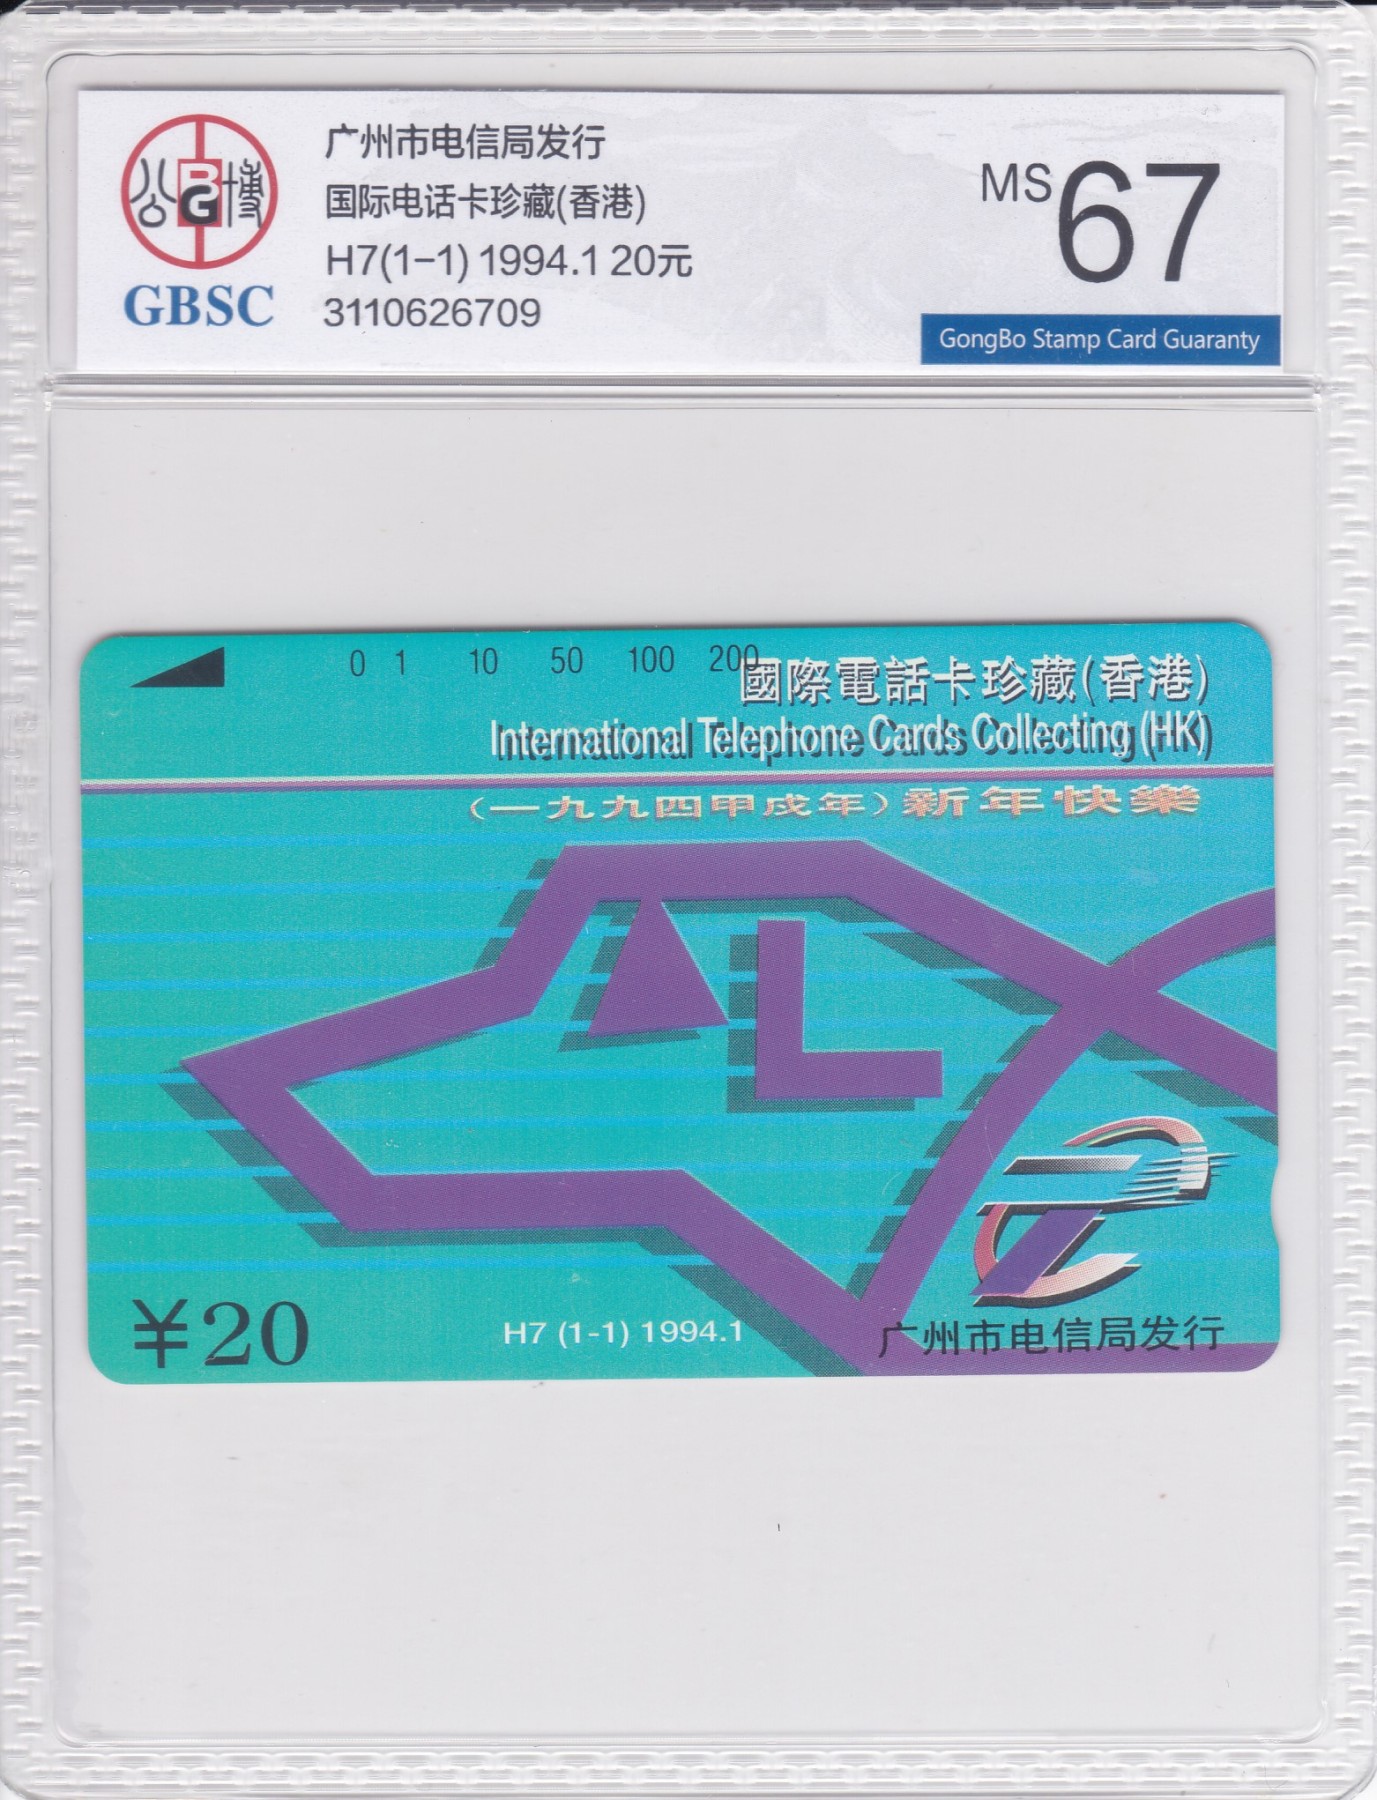 公博
BG
GBSC
广州市电信局发行
国际电话卡珍藏(香港)
H7(1-1) 1994.1 20元
3110626709
MS 67
GongBo Stamp Card Guaranty
0 1 10 50 100 200
國際電話卡珍藏(香港)
International Telephone Cards Collecting (HK)
(一九九四甲戌年)新年快樂
¥20
H7 (1-1) 1994.1
广州市电信局发行